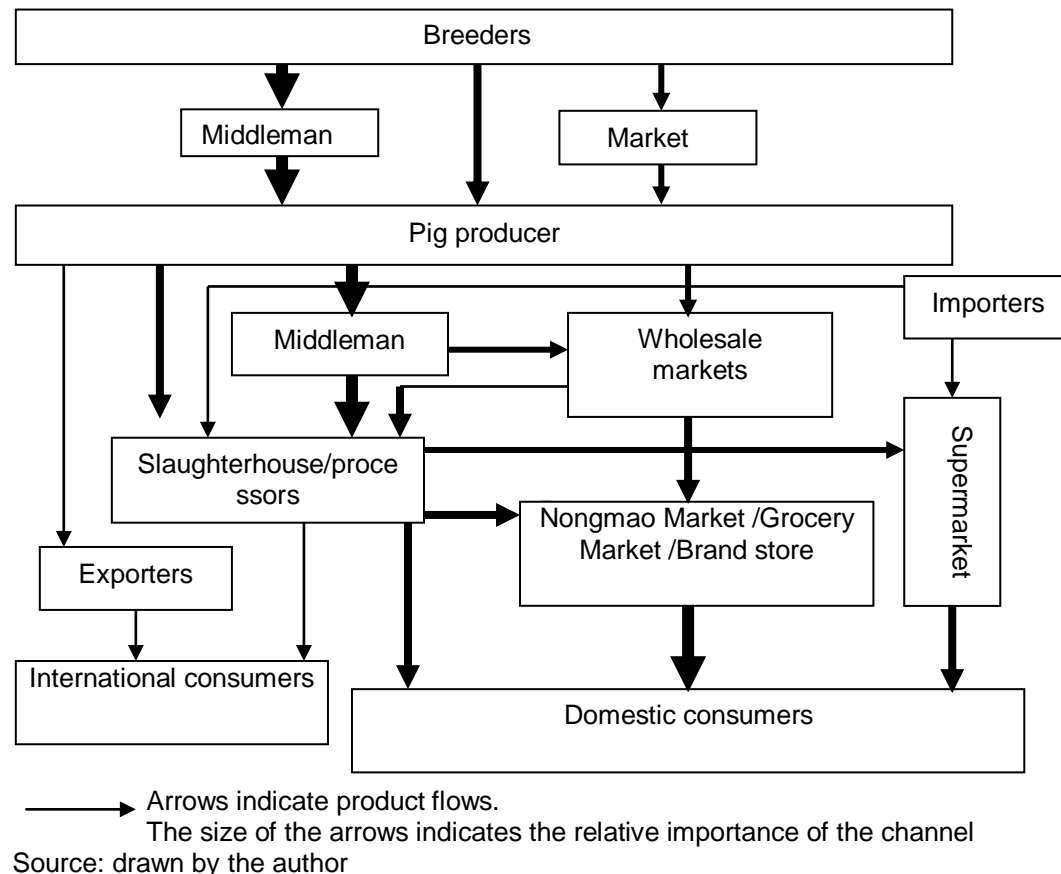 Breeders
Middleman
Market
Pig producer
Importers
Middleman
Wholesale
markets
Supermarket
Slaughterhouse/proce
ssors
Nongmao Market /Grocery
Market /Brand store
Exporters
International consumers
Domestic consumers
Arrows indicate product flows.
The size of the arrows indicates the relative importance of the channel
Source: drawn by the author